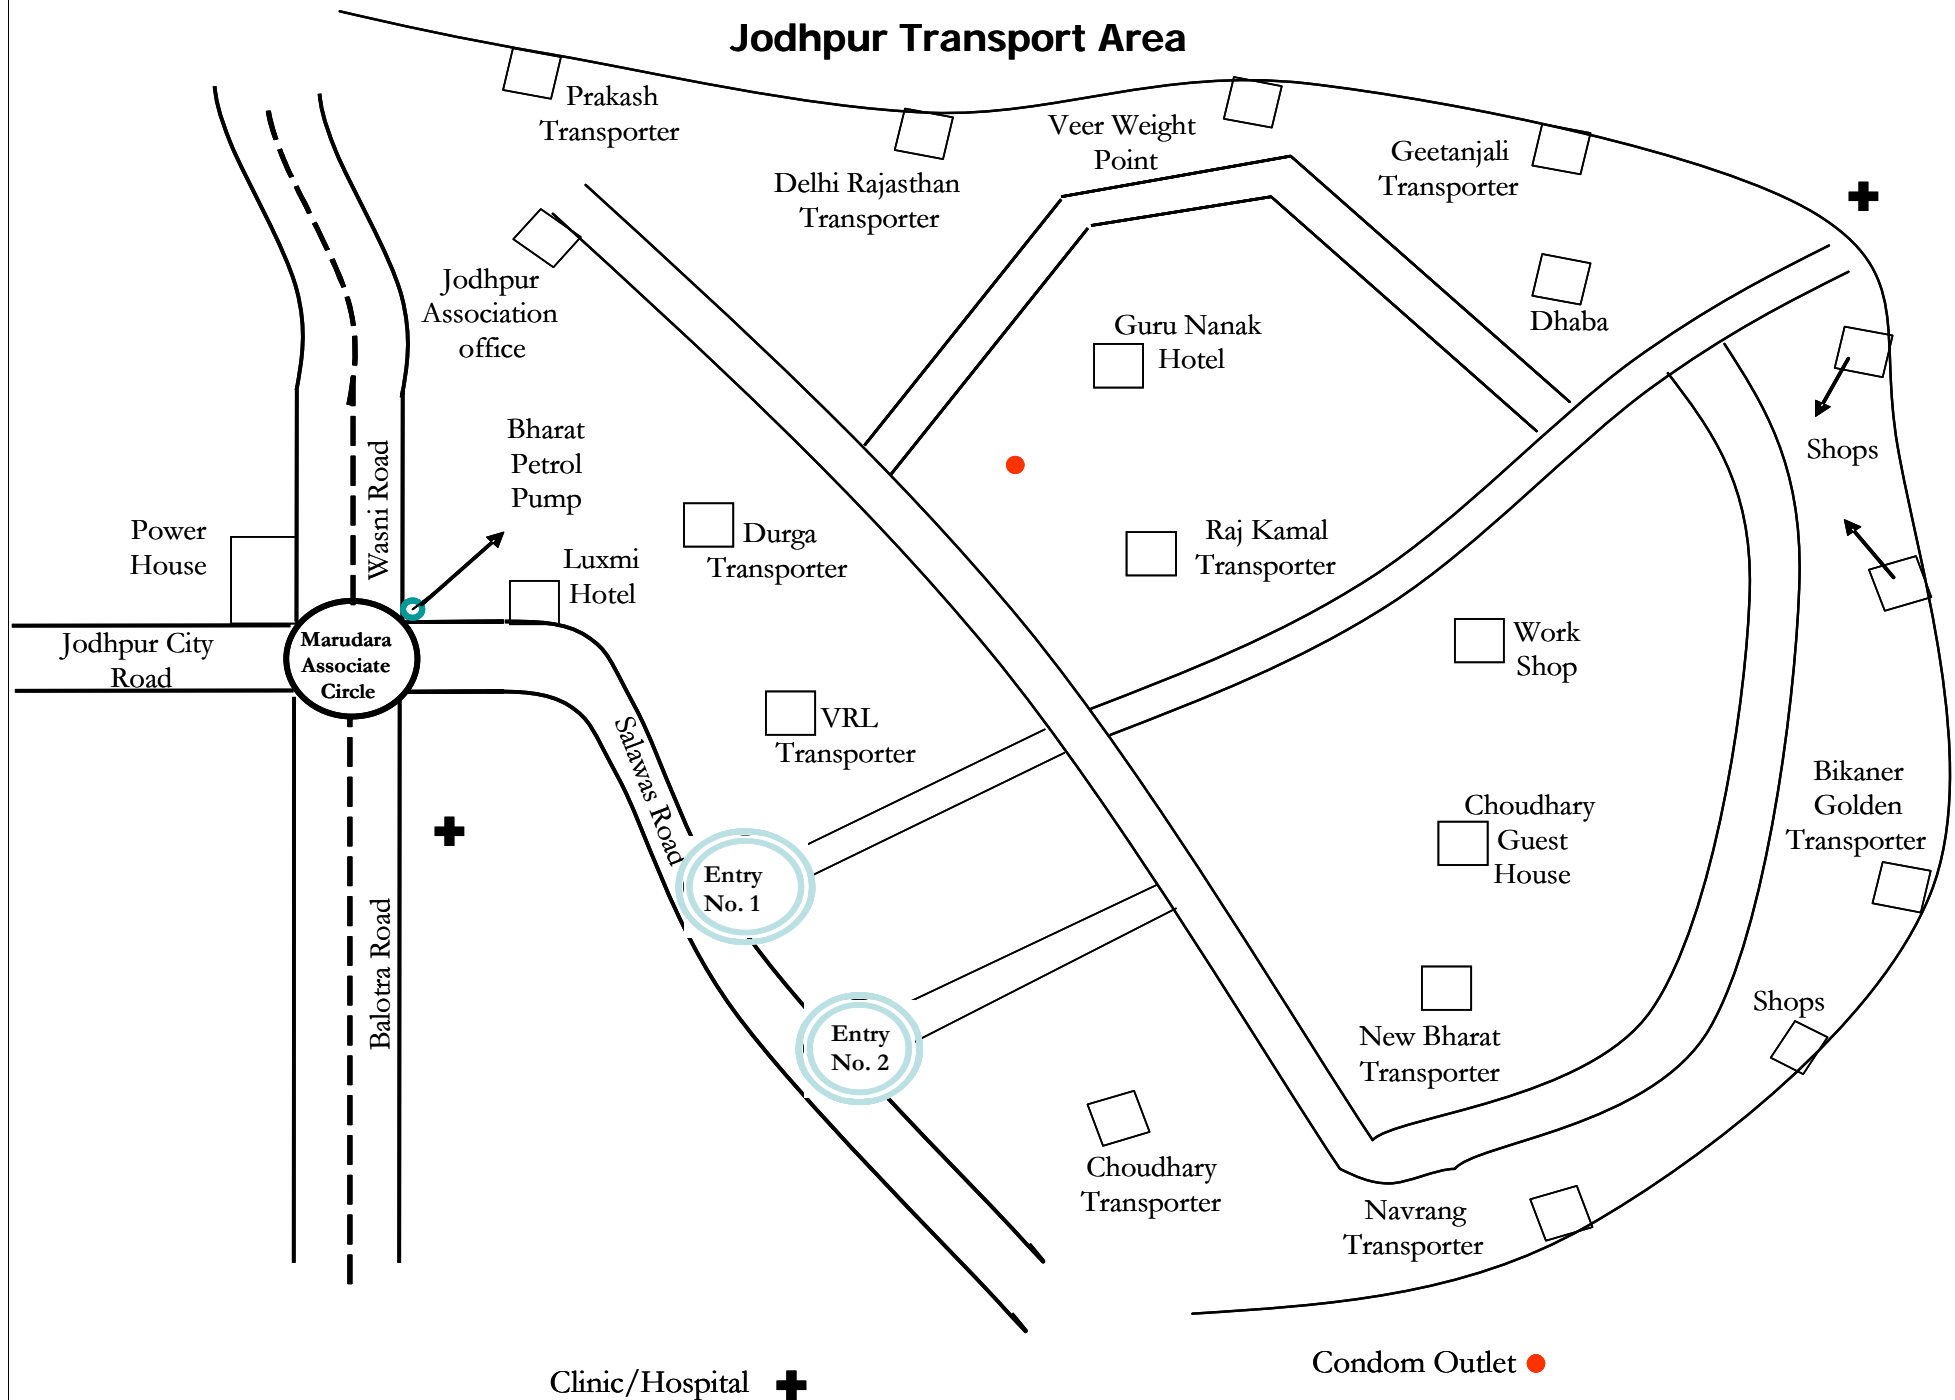 Jodhpur Transport Area
Prakash
Transporter
Veer Weight
Point
Geetanjali
Transporter
Delhi Rajasthan
Transporter
Jodhpur
Association
office
Dhaba
Guru Nanak
Hotel
Shops
Bharat
Petrol
Pump
Wasni Road
Power
House
Durga
Transporter
Raj Kamal
Transporter
Luxmi
Hotel
Jodhpur City
Road
Marudara
Associate
Circle
Work
Shop
VRL
Transporter
Salawas Road
Bikaner
Golden
Transporter
Choudhary
Guest
House
Entry
No. 1
Balotra Road
Shops
Entry
No. 2
New Bharat
Transporter
Choudhary
Transporter
Navrang
Transporter
Condom Outlet
Clinic/Hospital